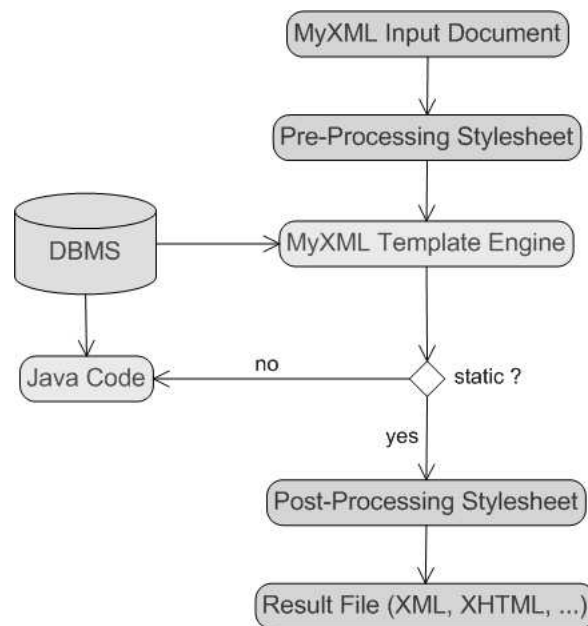 MyXML Input Document
Pre-Processing Stylesheet
DBMS
MyXML Template Engine
Java Code
no
static ?
yes
Post-Processing Stylesheet
Result File (XML, XHTML, ...)